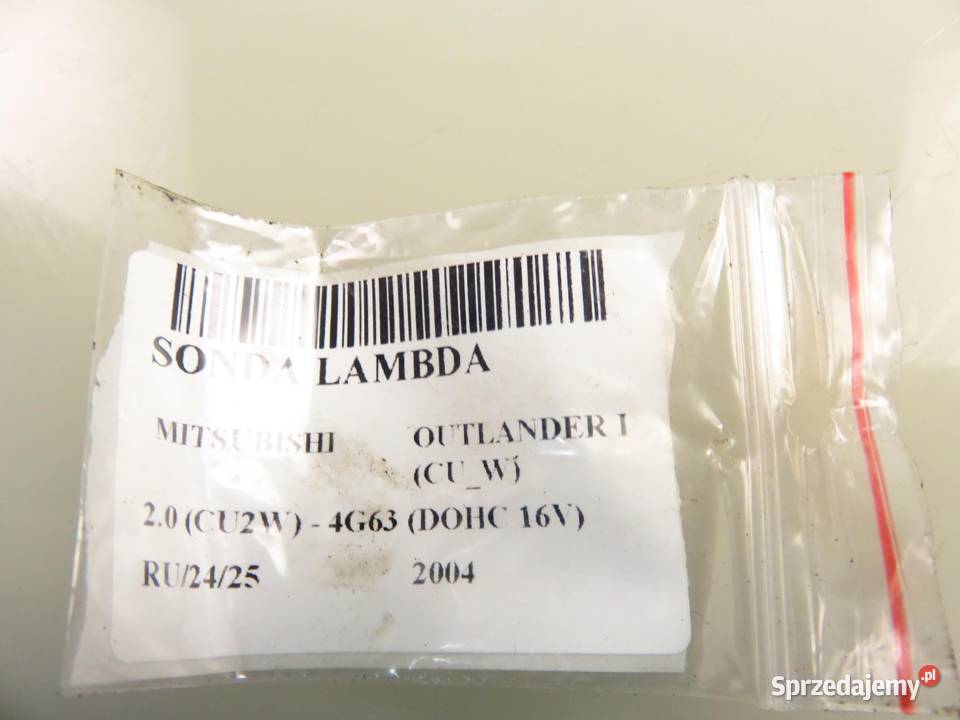 SONDA LAMBDA
MITSUBISHI OUTLANDER I
(CU_W)
2.0 (CU2W) - 4G63 (DOHC 16V)
RU/24/25 2004
Sprzedajemy.pl